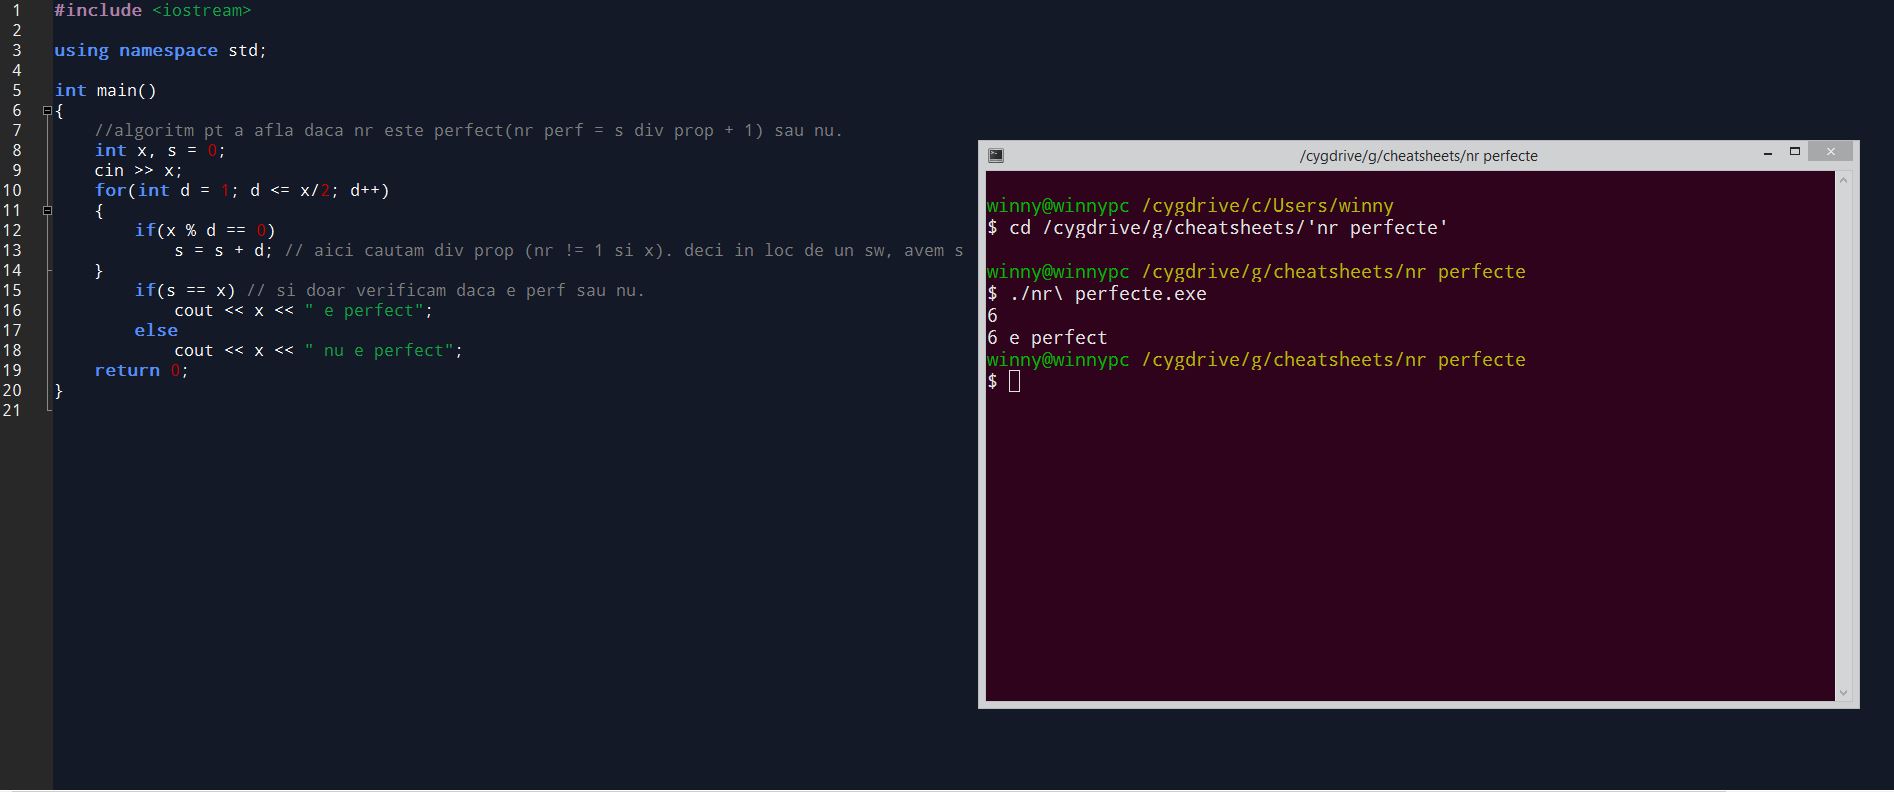 1 #include <iostream>
2
3 using namespace std;
4
5 int main()
6 {
7 //algoritm pt a afla daca nr este perfect(nr perf = s div prop + 1) sau nu.
8 int x, s = 0;
9 cin >> x;
10 for(int d = 1; d <= x/2; d++)
11 {
12 if(x % d == 0)
13 s = s + d; // aici cautam div prop (nr != 1 si x). deci in loc de un sw, avem s
14 }
15 if(s == x) // si doar verificam daca e perf sau nu.
16 cout << x << " e perfect";
17 else
18 cout << x << " nu e perfect";
19 return 0;
20 }
21
/cygdrive/g/cheatsheets/nr perfecte
winny@winnypc /cygdrive/c/Users/winny
$ cd /cygdrive/g/cheatsheets/'nr perfecte'
winny@winnypc /cygdrive/g/cheatsheets/nr perfecte
$ ./nr\ perfecte.exe
6
6 e perfect
winny@winnypc /cygdrive/g/cheatsheets/nr perfecte
$